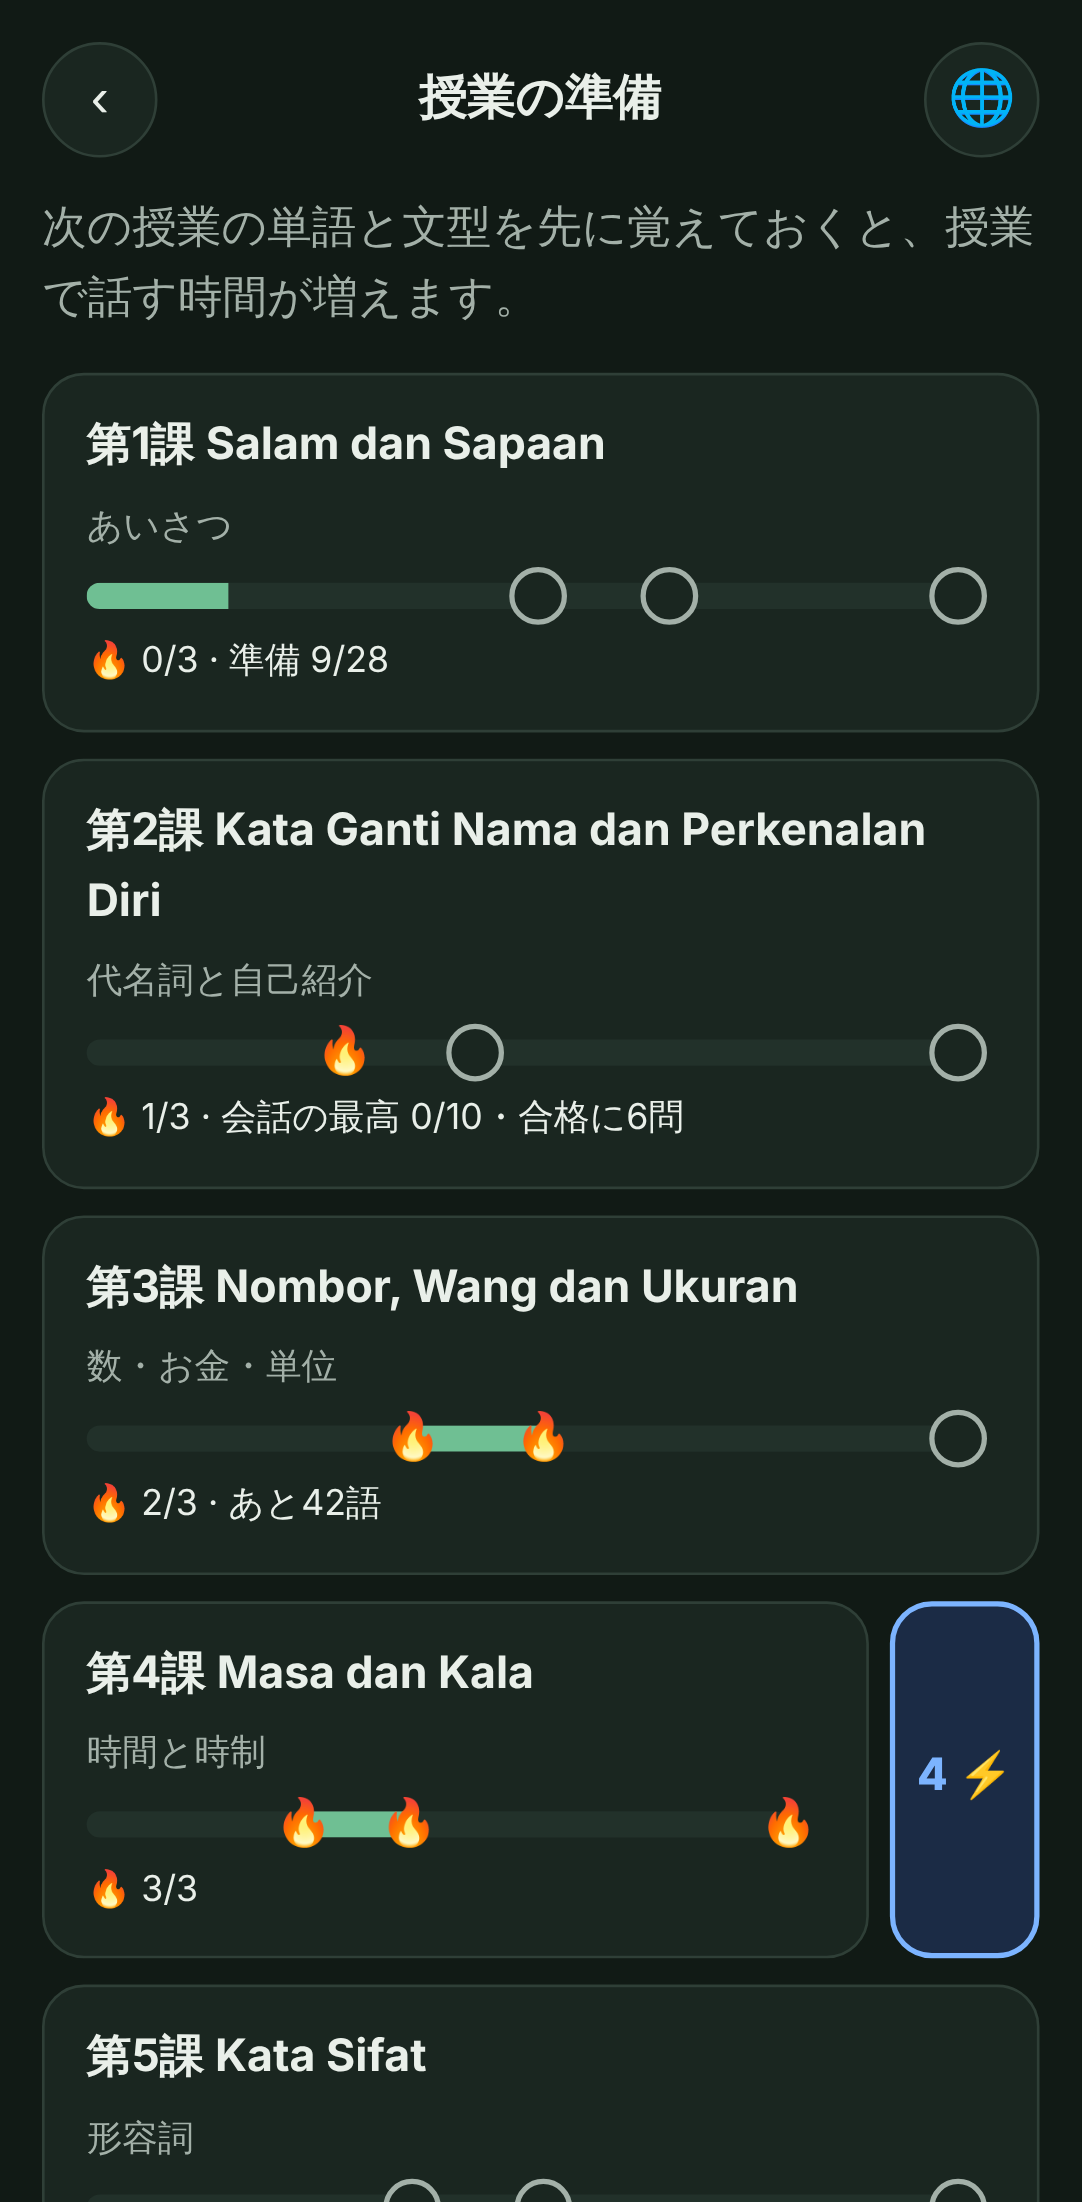 ‹ 授業の準備 🌐
次の授業の単語と文型を先に覚えておくと、授業
で話す時間が増えます。
第1課 Salam dan Sapaan
あいさつ
🔥 0/3 · 準備 9/28
第2課 Kata Ganti Nama dan Perkenalan
Diri
代名詞と自己紹介
🔥 1/3 · 会話の最高 0/10・合格に6問
第3課 Nombor, Wang dan Ukuran
数・お金・単位
🔥 2/3 · あと42語
第4課 Masa dan Kala
時間と時制
🔥 3/3
4 ⚡
第5課 Kata Sifat
形容詞